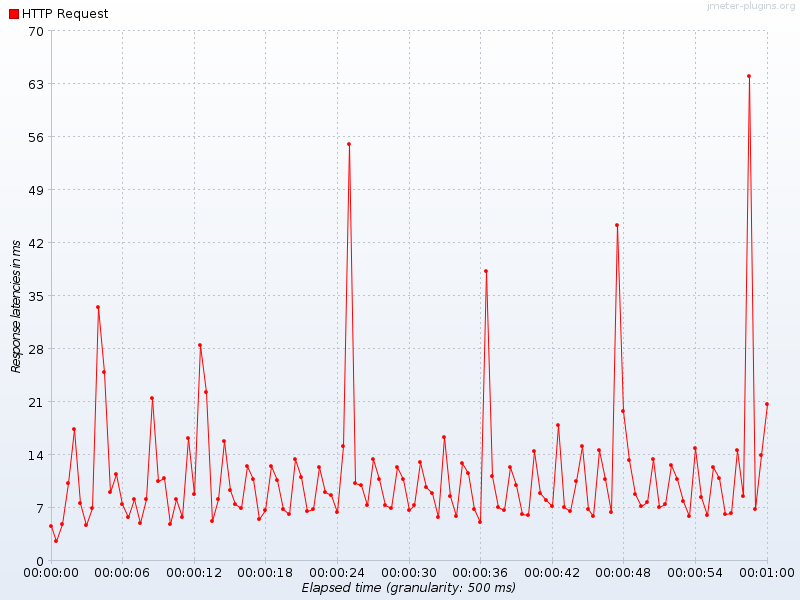 jmeter-plugins.org
HTTP Request
70
63
56
49
42
35
28
21
14
7
0
Response latencies in ms
00:00:00 00:00:06 00:00:12 00:00:18 00:00:24 00:00:30 00:00:36 00:00:42 00:00:48 00:00:54 00:01:00
Elapsed time (granularity: 500 ms)